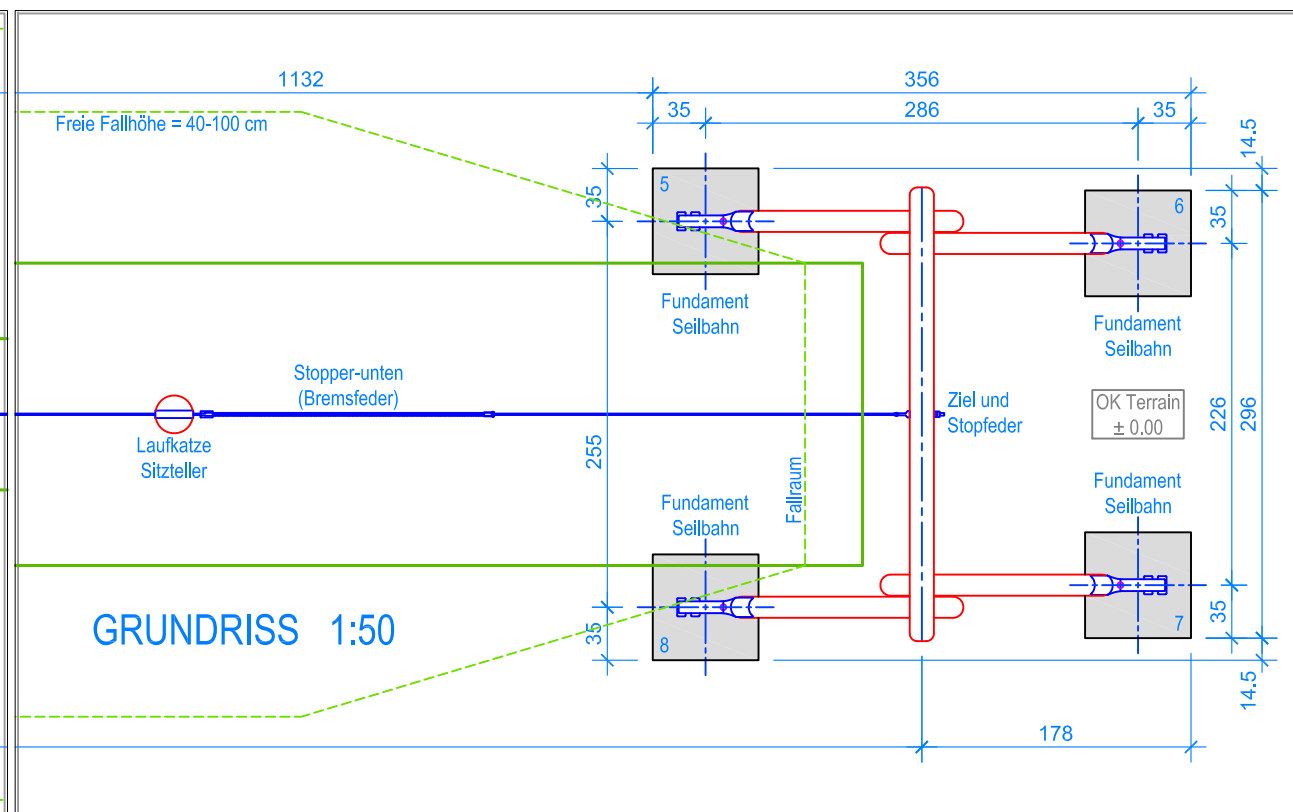 1132
356
35
286
35
Freie Fallhöhe = 40-100 cm
14.5
5
35
6
35
Fundament
Seilbahn
Fundament
Seilbahn
Stopper-unten
(Bremsfeder)
Ziel und
Stopfeder
OK Terrain
± 0.00
226
296
Laufkatze
Sitzteller
255
Fallraum
Fundament
Seilbahn
Fundament
Seilbahn
GRUNDRISS 1:50
35
8
7
35
14.5
178